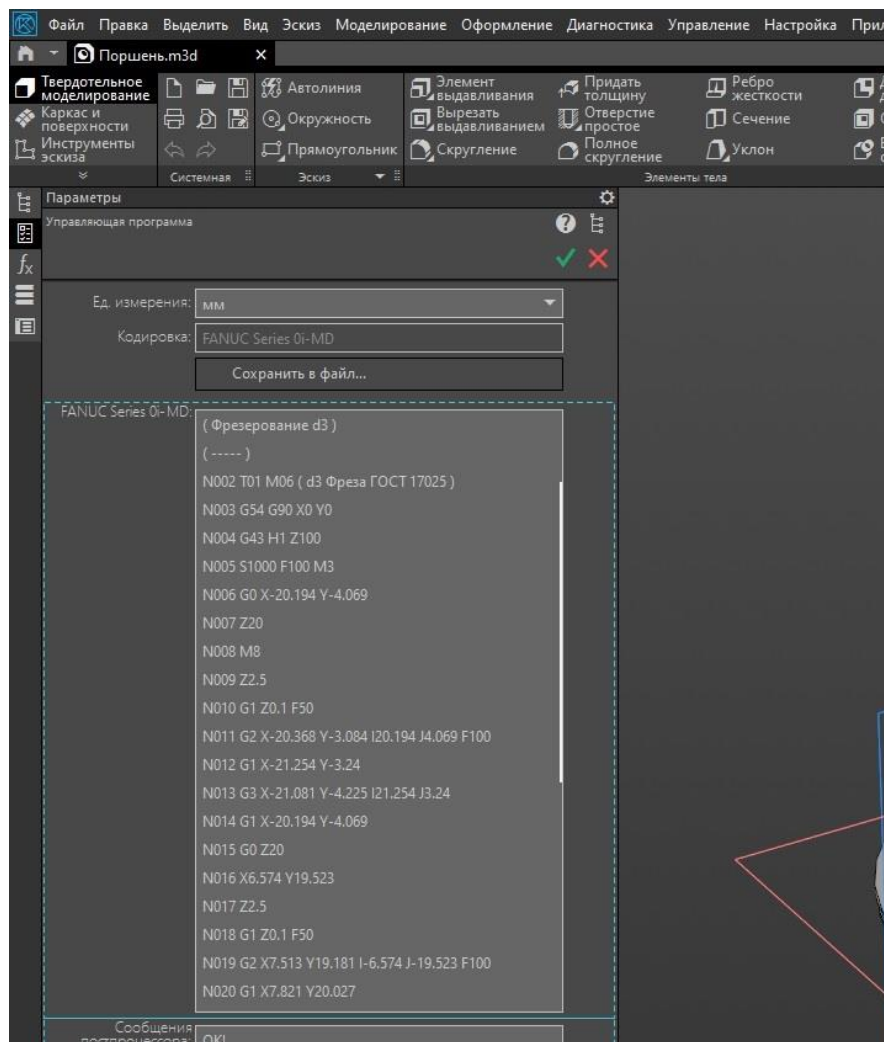 Файл Правка Выделить Вид Эскиз Моделирование Оформление Диагностика Управление Настройка
Поршень.m3d
Твердотельное моделирование
Каркас и поверхности
Инструменты эскиза
Системная
Автолиния
Окружность
Прямоугольник
Эскиз
Элемент выдавливания
Вырезать выдавливанием
Скругление
Придать толщину
Отверстие простое
Полное скругление
Ребро жесткости
Сечение
Уклон
Элементы тела
Параметры
Управляющая программа
Ед. измерения: мм
Кодировка: FANUC Series 0i-MD
Сохранить в файл...
FANUC Series 0i-MD:
( Фрезерование d3 )
( ----- )
N002 T01 M06 ( d3 Фреза ГОСТ 17025 )
N003 G54 G90 X0 Y0
N004 G43 H1 Z100
N005 S1000 F100 M3
N006 G0 X-20.194 Y-4.069
N007 Z20
N008 M8
N009 Z2.5
N010 G1 Z0.1 F50
N011 G2 X-20.368 Y-3.084 I20.194 J4.069 F100
N012 G1 X-21.254 Y-3.24
N013 G3 X-21.081 Y-4.225 I21.254 J3.24
N014 G1 X-20.194 Y-4.069
N015 G0 Z20
N016 X6.574 Y19.523
N017 Z2.5
N018 G1 Z0.1 F50
N019 G2 X7.513 Y19.181 I-6.574 J-19.523 F100
N020 G1 X7.821 Y20.027
Сообщения
постпроцессора: OK!